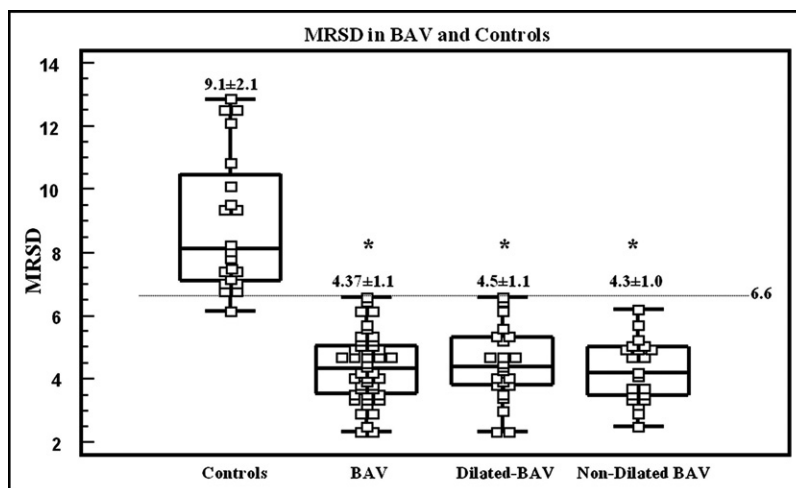 MRSD in BAV and Controls
14
12
10
8
6
4
2
MRSD
9.1±2.1
*
*
*
4.37±1.1
4.5±1.1
4.3±1.0
6.6
Controls
BAV
Dilated-BAV
Non-Dilated BAV